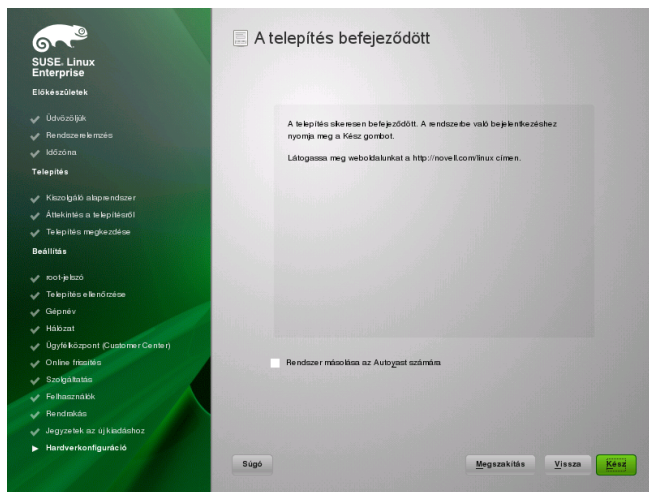 SUSE. Linux
Enterprise
Előkészületek
Üdvözöljük
Rendszerelemzés
Időzóna
Telepítés
Kiszolgáló alaprendszer
Áttekintés a telepítésről
Telepítés megkezdése
Beállítás
root-jelszó
Telepítés ellenőrzése
Gépnév
Hálózat
Ügyfélközpont (Customer Center)
Online frissítés
Szolgáltatás
Felhasználók
Rendrakás
Jegyzetek az új kiadáshoz
Hardverkonfiguráció
A telepítés befejeződött
A telepítés sikeresen befejeződött. A rendszerbe való bejelentkezéshez
nyomja meg a Kész gombot.
Látogassa meg weboldalunkat a http://novell.com/linux címen.
Rendszer másolása az Autoyast számára
Súgó
Megszakítás
Vissza
Kész